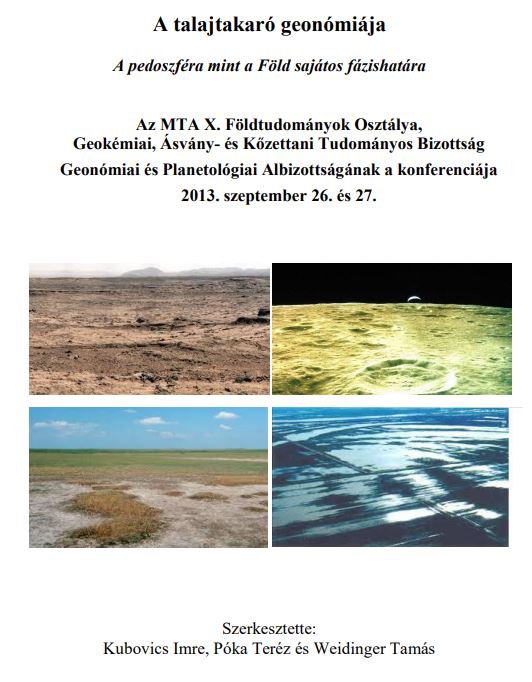 A talajtakaró geonómiája
A pedoszféra mint a Föld sajátos fázishatára
Az MTA X. Földtudományok Osztálya,
Geokémiai, Ásvány- és Kőzettani Tudományos Bizottság
Geonómiai és Planetológiai Albizottságának a konferenciája
2013. szeptember 26. és 27.
Szerkesztette:
Kubovics Imre, Póka Teréz és Weidinger Tamás